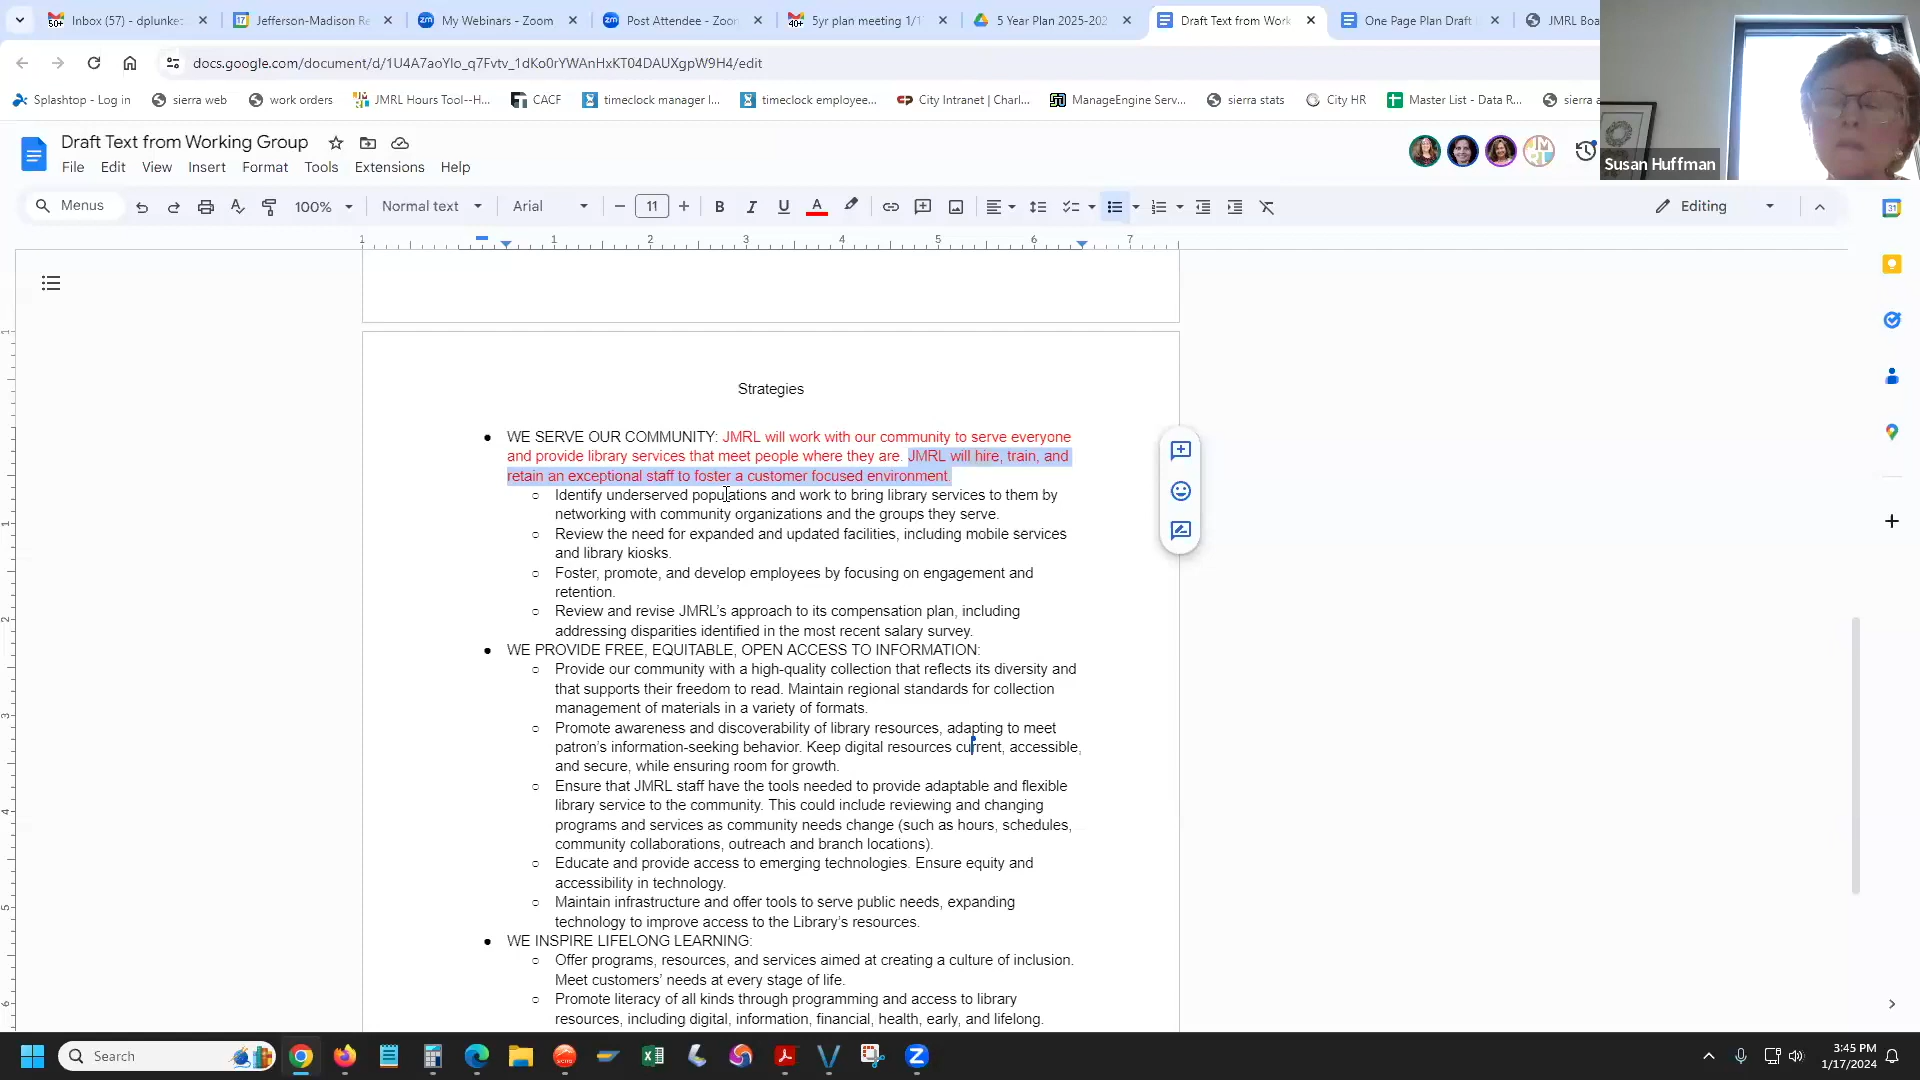 50+ Inbox (57) - dplunke
17 Jefferson-Madison Re
zm My Webinars - Zoom
zm Post Attendee - Zoo
40+ 5yr plan meeting 1/1
5 Year Plan 2025-202
Draft Text from Work
One Page Plan Draft
JMRL Boa
docs.google.com/document/d/1U4A7aoYlo_q7Fvtv_1dKo0rYWAnHxKT04DAUXgpW9H4/edit
Splashtop - Log in
sierra web
work orders
JMRL Hours Tool--H...
CACF
timeclock manager l...
timeclock employee...
City Intranet | Charl...
ManageEngine Serv...
sierra stats
City HR
Master List - Data R...
sierra a
Draft Text from Working Group
File Edit View Insert Format Tools Extensions Help
Susan Huffman
Menus 100% Normal text Arial 11 B I U A Editing
1 1 2 3 4 5 6 7
31
Strategies
● WE SERVE OUR COMMUNITY: JMRL will work with our community to serve everyone
and provide library services that meet people where they are. JMRL will hire, train, and
retain an exceptional staff to foster a customer focused environment.
○ Identify underserved populations and work to bring library services to them by
networking with community organizations and the groups they serve.
○ Review the need for expanded and updated facilities, including mobile services
and library kiosks.
○ Foster, promote, and develop employees by focusing on engagement and
retention.
○ Review and revise JMRL's approach to its compensation plan, including
addressing disparities identified in the most recent salary survey.
● WE PROVIDE FREE, EQUITABLE, OPEN ACCESS TO INFORMATION:
○ Provide our community with a high-quality collection that reflects its diversity and
that supports their freedom to read. Maintain regional standards for collection
management of materials in a variety of formats.
○ Promote awareness and discoverability of library resources, adapting to meet
patron's information-seeking behavior. Keep digital resources current, accessible,
and secure, while ensuring room for growth.
○ Ensure that JMRL staff have the tools needed to provide adaptable and flexible
library service to the community. This could include reviewing and changing
programs and services as community needs change (such as hours, schedules,
community collaborations, outreach and branch locations).
○ Educate and provide access to emerging technologies. Ensure equity and
accessibility in technology.
○ Maintain infrastructure and offer tools to serve public needs, expanding
technology to improve access to the Library's resources.
● WE INSPIRE LIFELONG LEARNING:
○ Offer programs, resources, and services aimed at creating a culture of inclusion.
Meet customers' needs at every stage of life.
○ Promote literacy of all kinds through programming and access to library
resources, including digital, information, financial, health, early, and lifelong.
Search
3:45 PM
1/17/2024